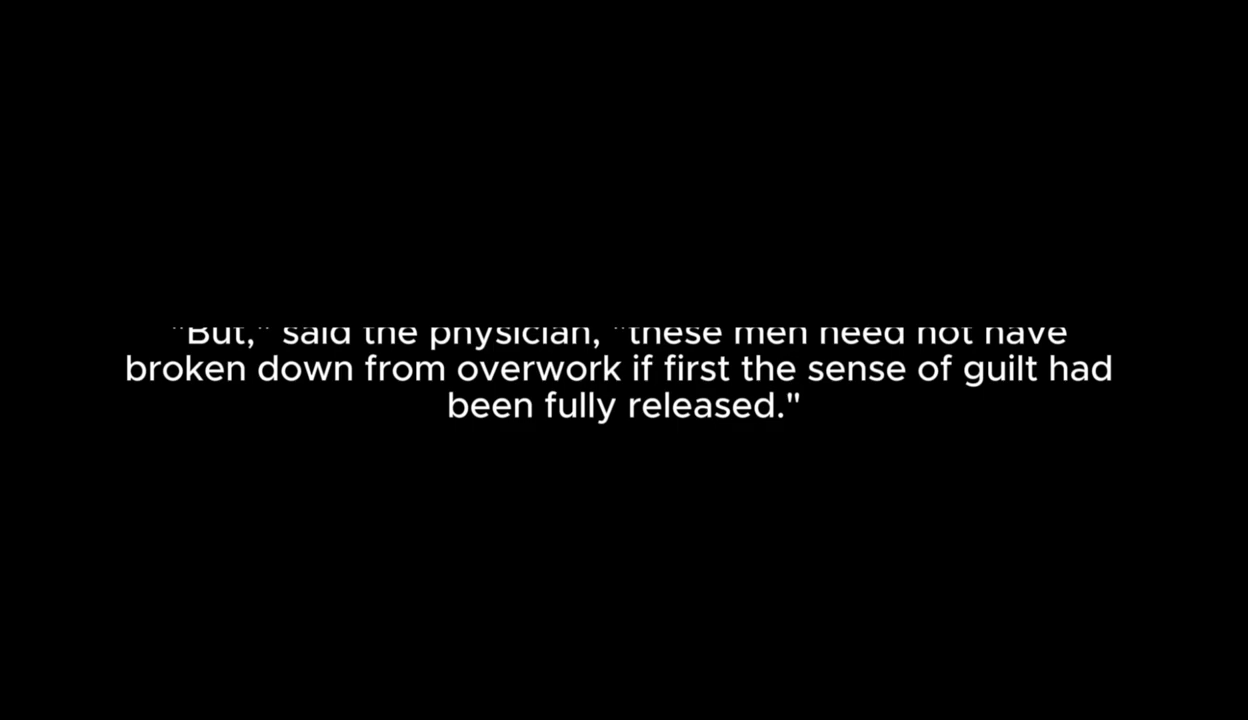 "But," said the physician, "these men need not have
broken down from overwork if first the sense of guilt had
been fully released."